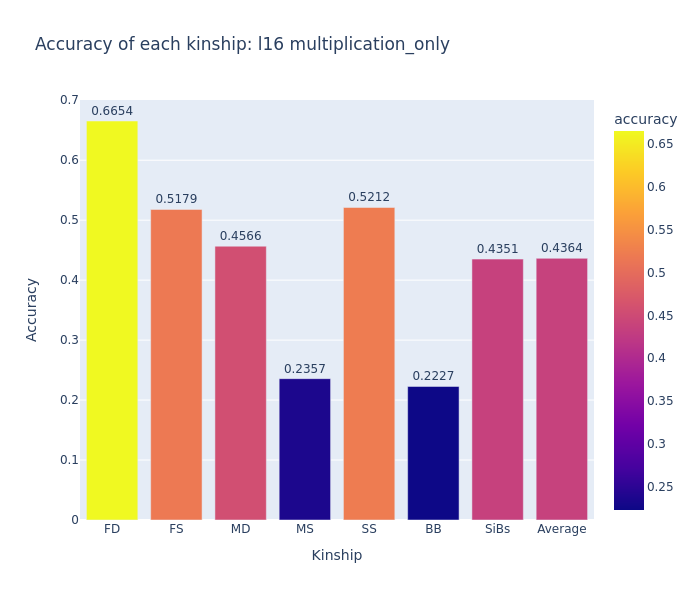 Accuracy of each kinship: l16 multiplication_only
accuracy
0.7
0.6
0.5
0.4
0.3
0.2
0.1
0
Accuracy
0.6654
0.5179
0.4566
0.2357
0.5212
0.2227
0.4351
0.4364
FD
FS
MD
MS
SS
BB
SiBs
Average
Kinship
0.65
0.6
0.55
0.5
0.45
0.4
0.35
0.3
0.25